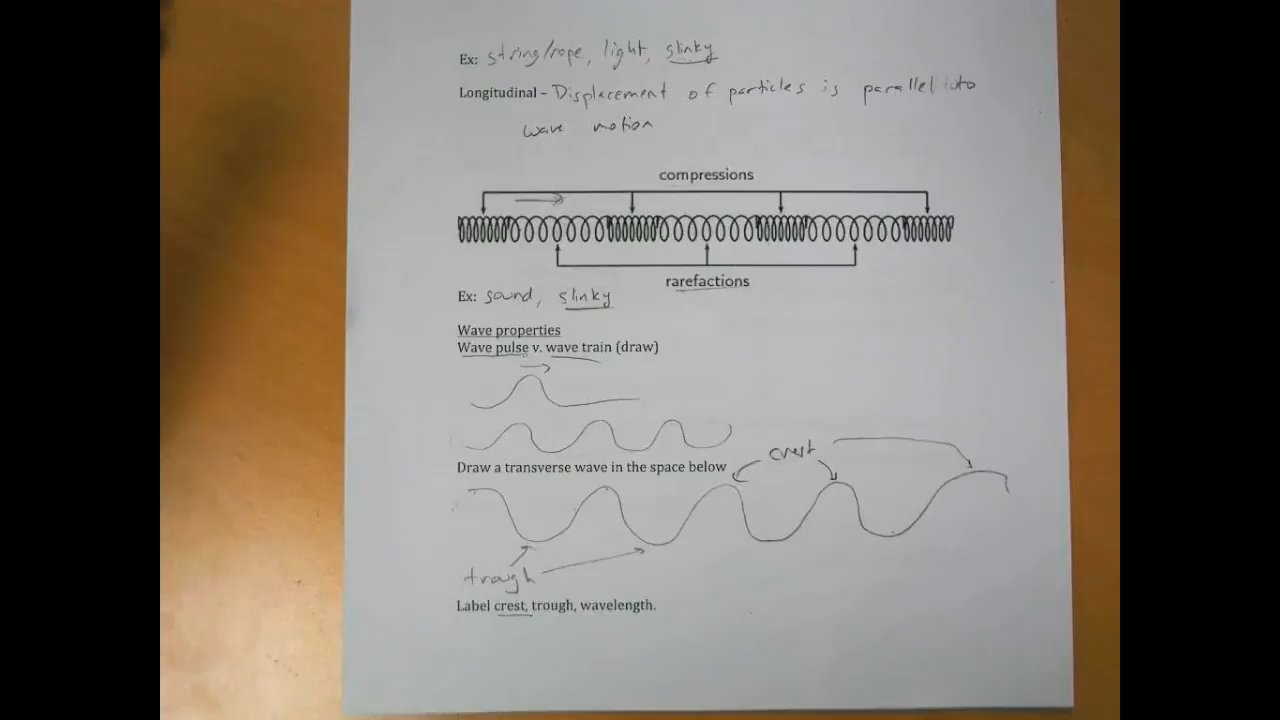 Ex: string/rope, light, slinky
Longitudinal – Displacement of particles is parallel to
wave motion
compressions
rarefactions
Ex: sound, slinky
Wave properties
Wave pulse v. wave train (draw)
Draw a transverse wave in the space below
crest
trough
Label crest, trough, wavelength.